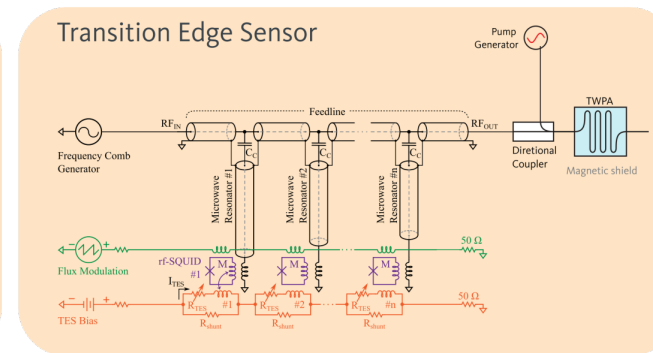 Transition Edge Sensor
Pump
Generator
Feedline
RF_IN
RF_OUT
TWPA
Frequency Comb
Generator
C_C
C_C
C_C
Diretional
Coupler
Magnetic shield
Microwave
Resonator #1
Microwave
Resonator #2
Microwave
Resonator #n
− +
Flux Modulation
50 Ω
rf-SQUID
#1
M
M
M
I_TES
− +
TES Bias
R_TES
#1
R_TES
#2
R_TES
#n
50 Ω
R_shunt
R_shunt
R_shunt